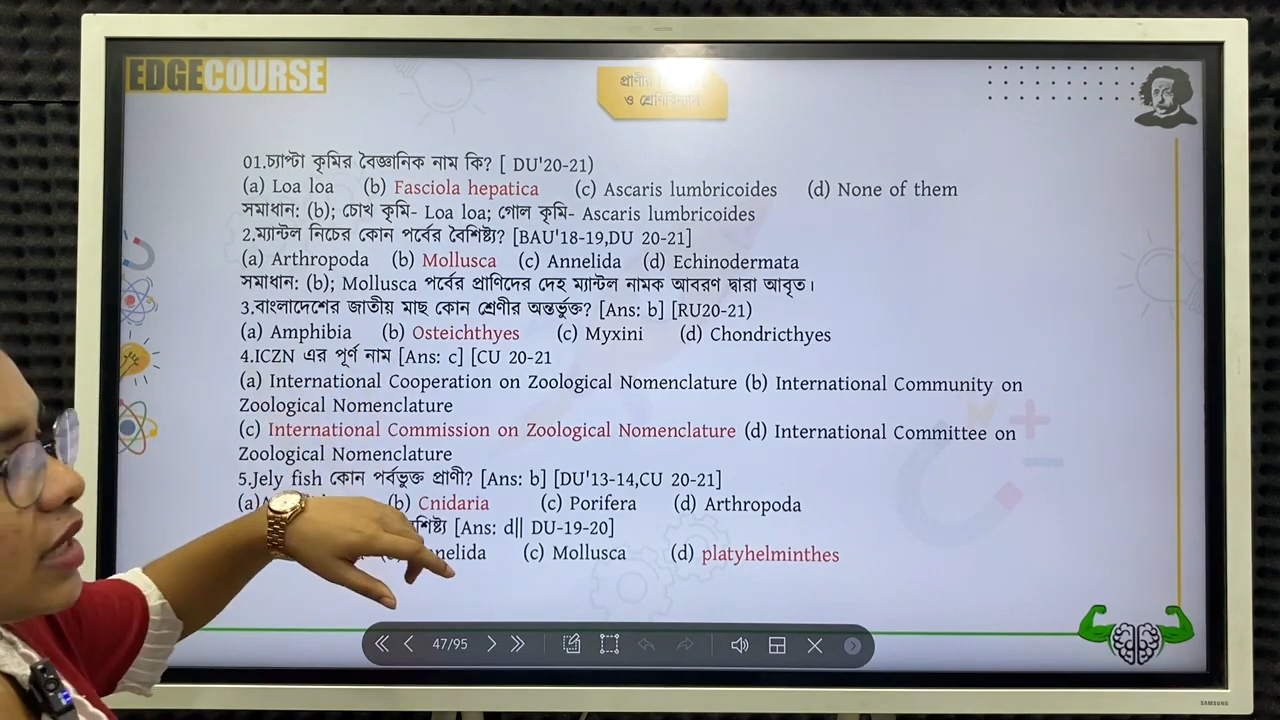 EDGECOURSE
প্রাণীর
ও শ্রেণিবিন্যাস
01.চ্যাপ্টা কৃমির বৈজ্ঞানিক নাম কি? [ DU'20-21)
(a) Loa loa (b) Fasciola hepatica (c) Ascaris lumbricoides (d) None of them
সমাধান: (b); চোখ কৃমি- Loa loa; গোল কৃমি- Ascaris lumbricoides
2.ম্যান্টল নিচের কোন পর্বের বৈশিষ্ট্য? [BAU'18-19,DU 20-21]
(a) Arthropoda (b) Mollusca (c) Annelida (d) Echinodermata
সমাধান: (b); Mollusca পর্বের প্রাণিদের দেহ ম্যান্টল নামক আবরণ দ্বারা আবৃত।
3.বাংলাদেশের জাতীয় মাছ কোন শ্রেণীর অন্তর্ভুক্ত? [Ans: b] [RU20-21)
(a) Amphibia (b) Osteichthyes (c) Myxini (d) Chondricthyes
4.ICZN এর পূর্ণ নাম [Ans: c] [CU 20-21
(a) International Cooperation on Zoological Nomenclature (b) International Community on
Zoological Nomenclature
(c) International Commission on Zoological Nomenclature (d) International Committee on
Zoological Nomenclature
5.Jely fish কোন পর্বভুক্ত প্রাণী? [Ans: b] [DU'13-14,CU 20-21]
(b) Cnidaria (c) Porifera (d) Arthropoda
[Ans: d|| DU-19-20]
(c) Mollusca (d) platyhelminthes
47/95
SAMSUNG